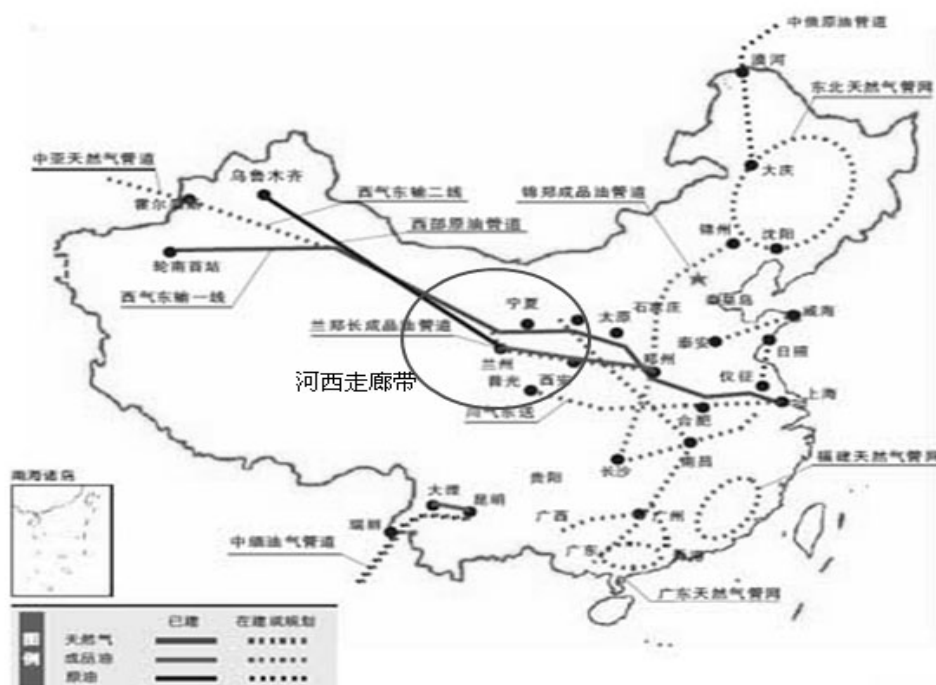 中俄原油管道
漠河
东北天然气管网
大庆
中亚天然气管道
乌鲁木齐
西气东输二线
锦郑成品油管道
霍尔
西部原油管道
锦州
沈阳
轮南首站
秦皇岛
西气东输一线
宁夏
太原
石家庄
威海
兰郑长成品油管道
泰安
日照
兰州
郑州
河西走廊带
普光
西安
仪征
上海
川气东送
合肥
南昌
福建天然气管网
长沙
贵阳
南海诸岛
大理
昆明
瑞丽
广西
广州
中缅油气管道
广东
香港
广东天然气管网
图例
已建
在建或规划
天然气
成品油
原油